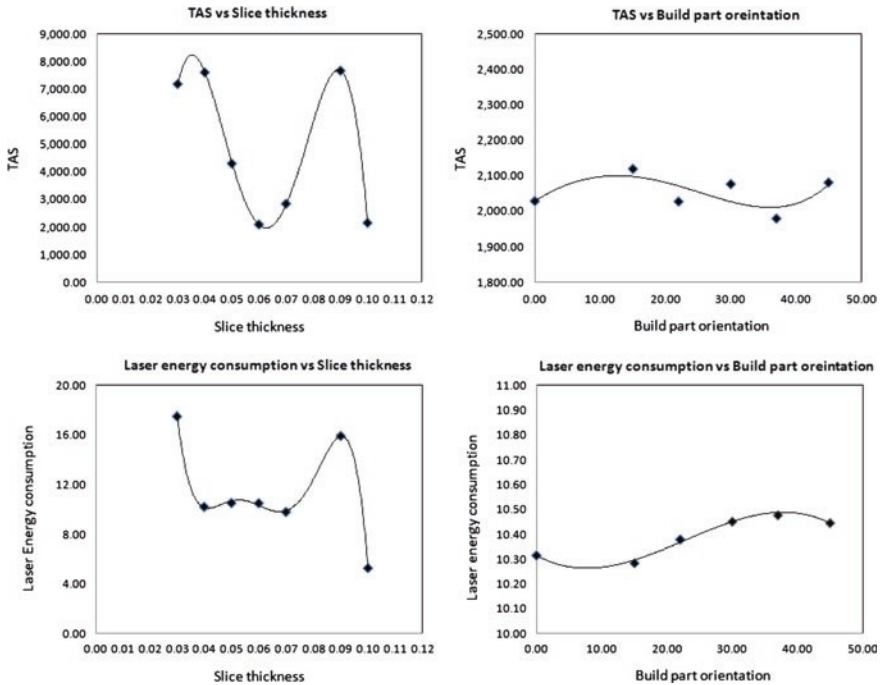 TAS vs Slice thickness
9,000.00
8,000.00
7,000.00
6,000.00
5,000.00
4,000.00
3,000.00
2,000.00
1,000.00
0.00
TAS
0.00 0.01 0.02 0.03 0.04 0.05 0.06 0.07 0.08 0.09 0.10 0.11 0.12
Slice thickness
TAS vs Build part oreintation
2,500.00
2,400.00
2,300.00
2,200.00
2,100.00
2,000.00
1,900.00
1,800.00
TAS
0.00 10.00 20.00 30.00 40.00 50.00
Build part orientation
Laser energy consumption vs Slice thickness
20.00
16.00
12.00
8.00
4.00
0.00
Laser Energy consumption
0.00 0.01 0.02 0.03 0.04 0.05 0.06 0.07 0.08 0.09 0.10 0.11 0.12
Slice thickness
Laser energy consumption vs Build part oreintation
11.00
10.90
10.80
10.70
10.60
10.50
10.40
10.30
10.20
10.10
10.00
Laser energy consumption
0.00 10.00 20.00 30.00 40.00 50.00
Build part orientation